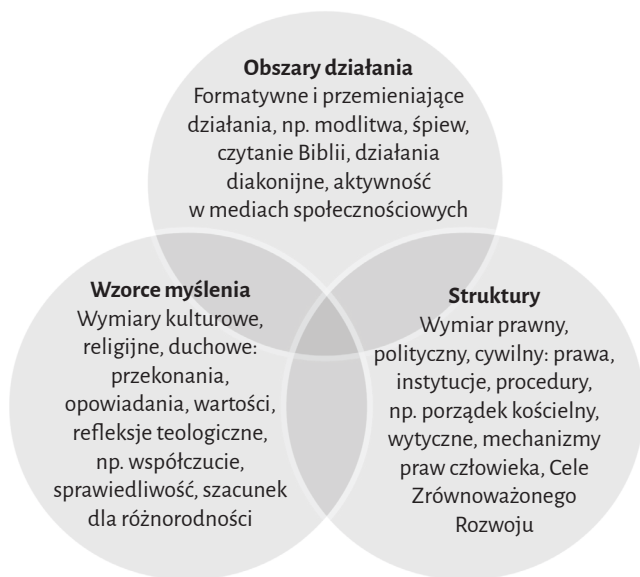 Obszary działania
Formatywne i przemieniające
działania, np. modlitwa, śpiew,
czytanie Biblii, działania
diakonijne, aktywność
w mediach społecznościowych
Wzorce myślenia
Wymiary kulturowe,
religijne, duchowe:
przekonania,
opowiadania, wartości,
refleksje teologiczne,
np. współczucie,
sprawiedliwość, szacunek
dla różnorodności
Struktury
Wymiar prawny,
polityczny, cywilny: prawa,
instytucje, procedury,
np. porządek kościelny,
wytyczne, mechanizmy
praw człowieka, Cele
Zrównoważonego
Rozwoju